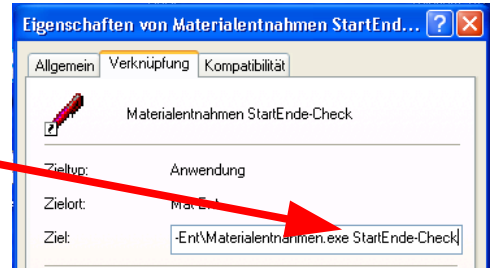 Eigenschaften von Materialentnahmen StartEnd...
Allgemein Verknüpfung Kompatibilität
Materialentnahmen StartEnde-Check
Zieltyp: Anwendung
Zielort:
Ziel: -Ent\Materialentnahmen.exe StartEnde-Check